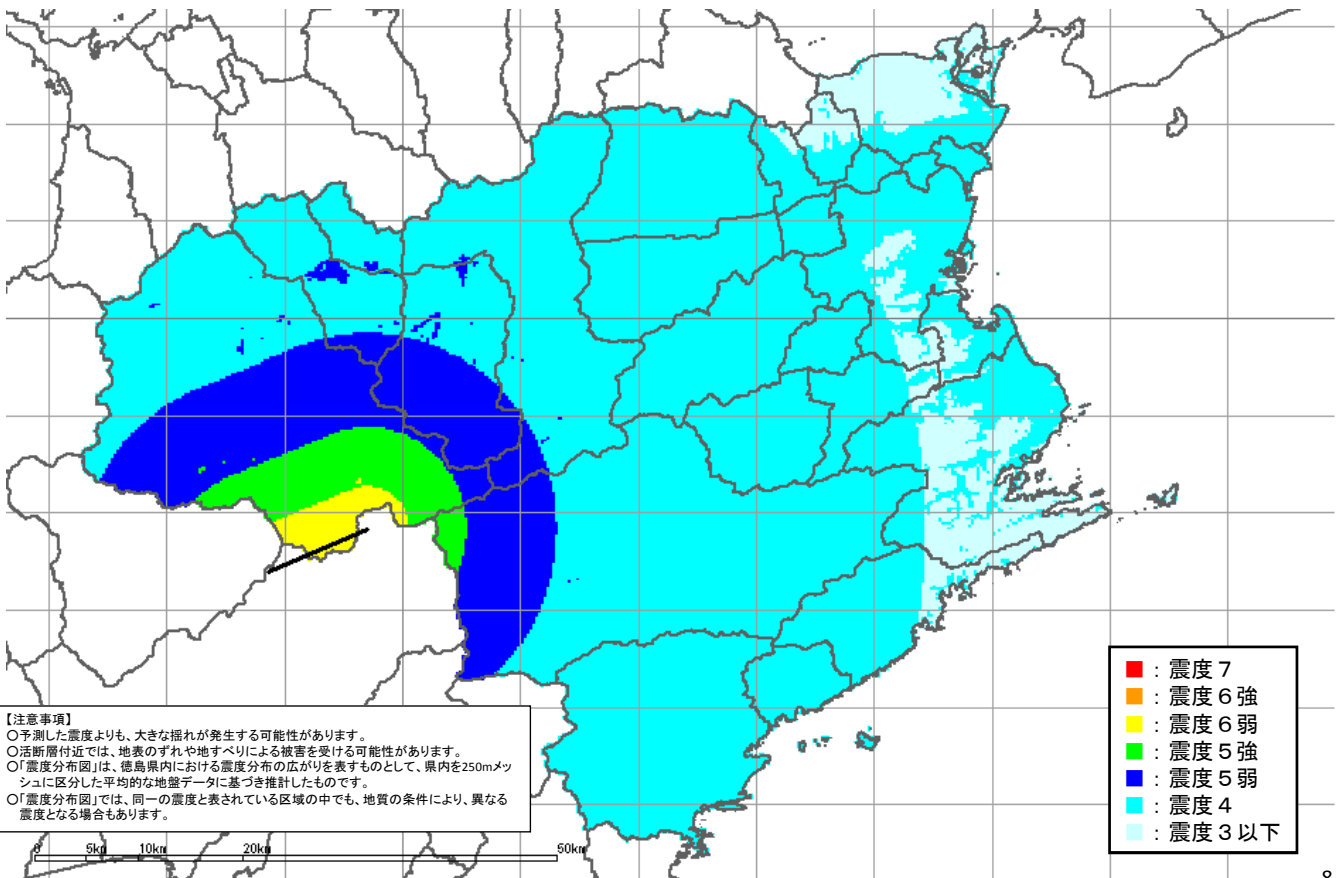 ：震度７
：震度６強
：震度６弱
：震度５強
：震度５弱
：震度４
：震度３以下
【注意事項】
○予測した震度よりも、大きな揺れが発生する可能性があります。
○活断層付近では、地表のずれや地すべりによる被害を受ける可能性があります。
○「震度分布図」は、徳島県内における震度分布の広がりを表すものとして、県内を250mメッ
シュに区分した平均的な地盤データに基づき推計したものです。
○「震度分布図」では、同一の震度と表されている区域の中でも、地質の条件により、異なる
震度となる場合もあります。
0 5km 10km 20km 50km
8